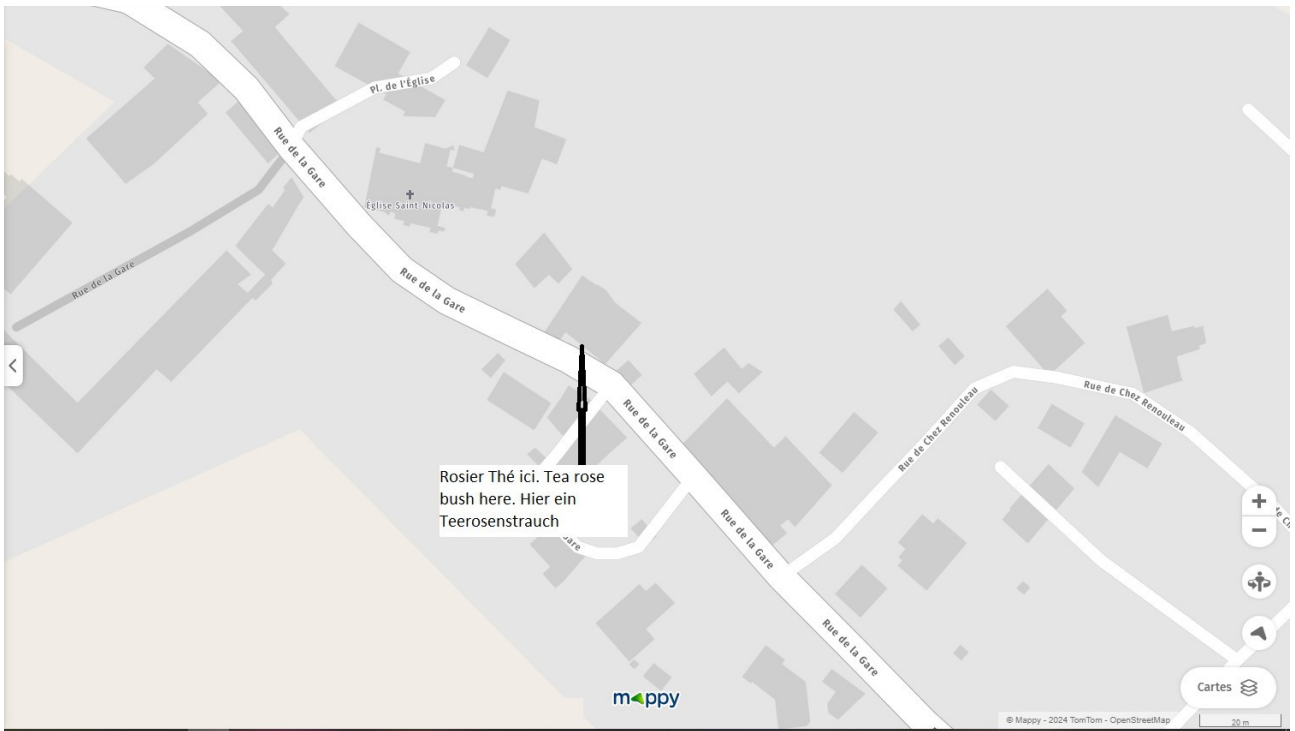 Pl. de l'Église
Rue de la Gare
Église Saint-Nicolas
Rue de la Gare
Rue de la Gare
Rue de Chez Renouleau
Rue de Chez Renouleau
Rue de la Gare
Rosier Thé ici. Tea rose
bush here. Hier ein
Teerosenstrauch
Gare
Rue de la Gare
Rue de la Gare
mappy
Cartes
© Mappy - 2024 TomTom - OpenStreetMap
20 m